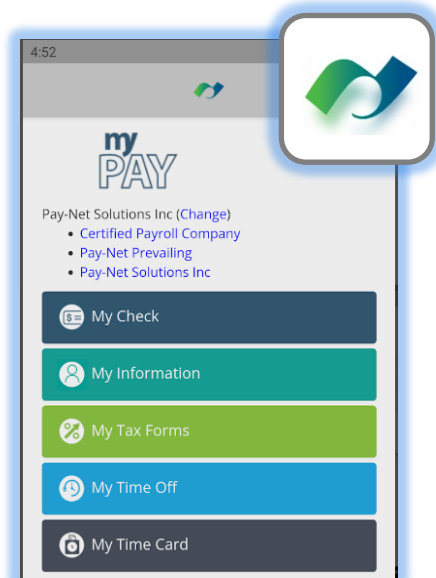 4:52
my
PAY
Pay-Net Solutions Inc (Change)
Certified Payroll Company
Pay-Net Prevailing
Pay-Net Solutions Inc
My Check
My Information
My Tax Forms
My Time Off
My Time Card